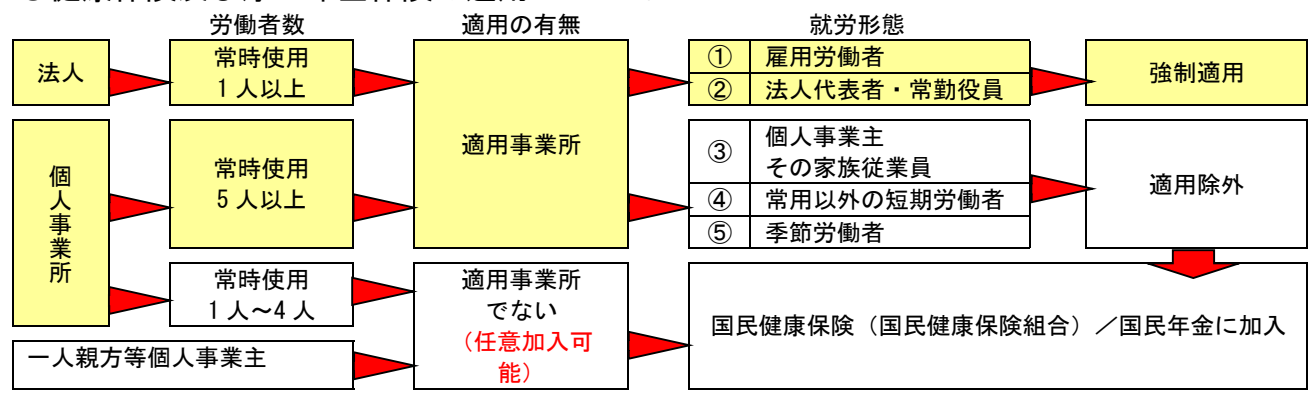 労働者数
適用の有無
就労形態
法人
常時使用
1人以上
適用事業所
① 雇用労働者
② 法人代表者・常勤役員
強制適用
個人事業所
常時使用
5人以上
③ 個人事業主
その家族従業員
④ 常用以外の短期労働者
⑤ 季節労働者
適用除外
常時使用
1人～4人
適用事業所
でない
(任意加入可
能)
国民健康保険（国民健康保険組合）／国民年金に加入
一人親方等個人事業主